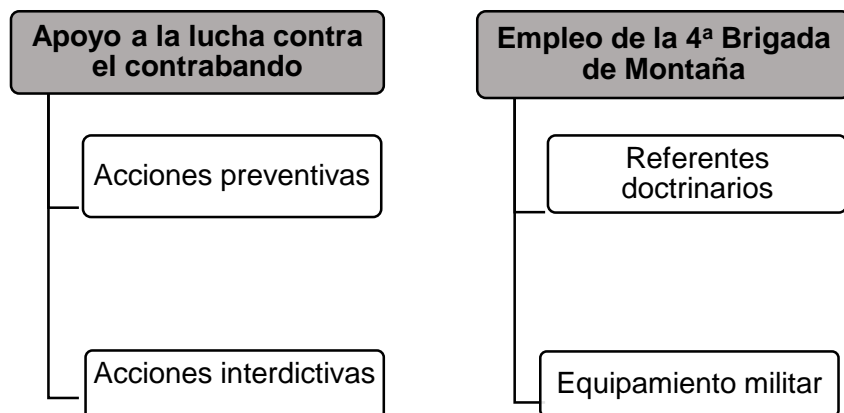 Apoyo a la lucha contra
el contrabando
Acciones preventivas
Acciones interdictivas
Empleo de la 4ª Brigada
de Montaña
Referentes
doctrinarios
Equipamiento militar